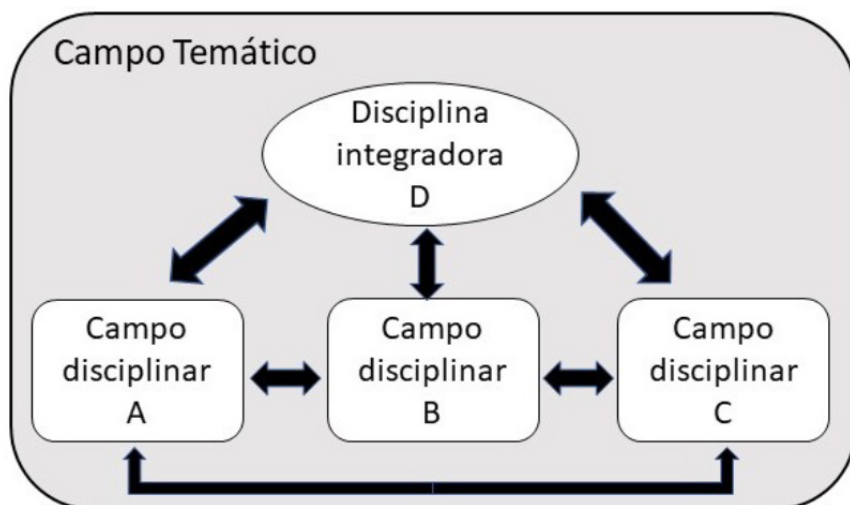 Campo Temático
Disciplina
integradora
D
Campo
disciplinar
A
Campo
disciplinar
B
Campo
disciplinar
C